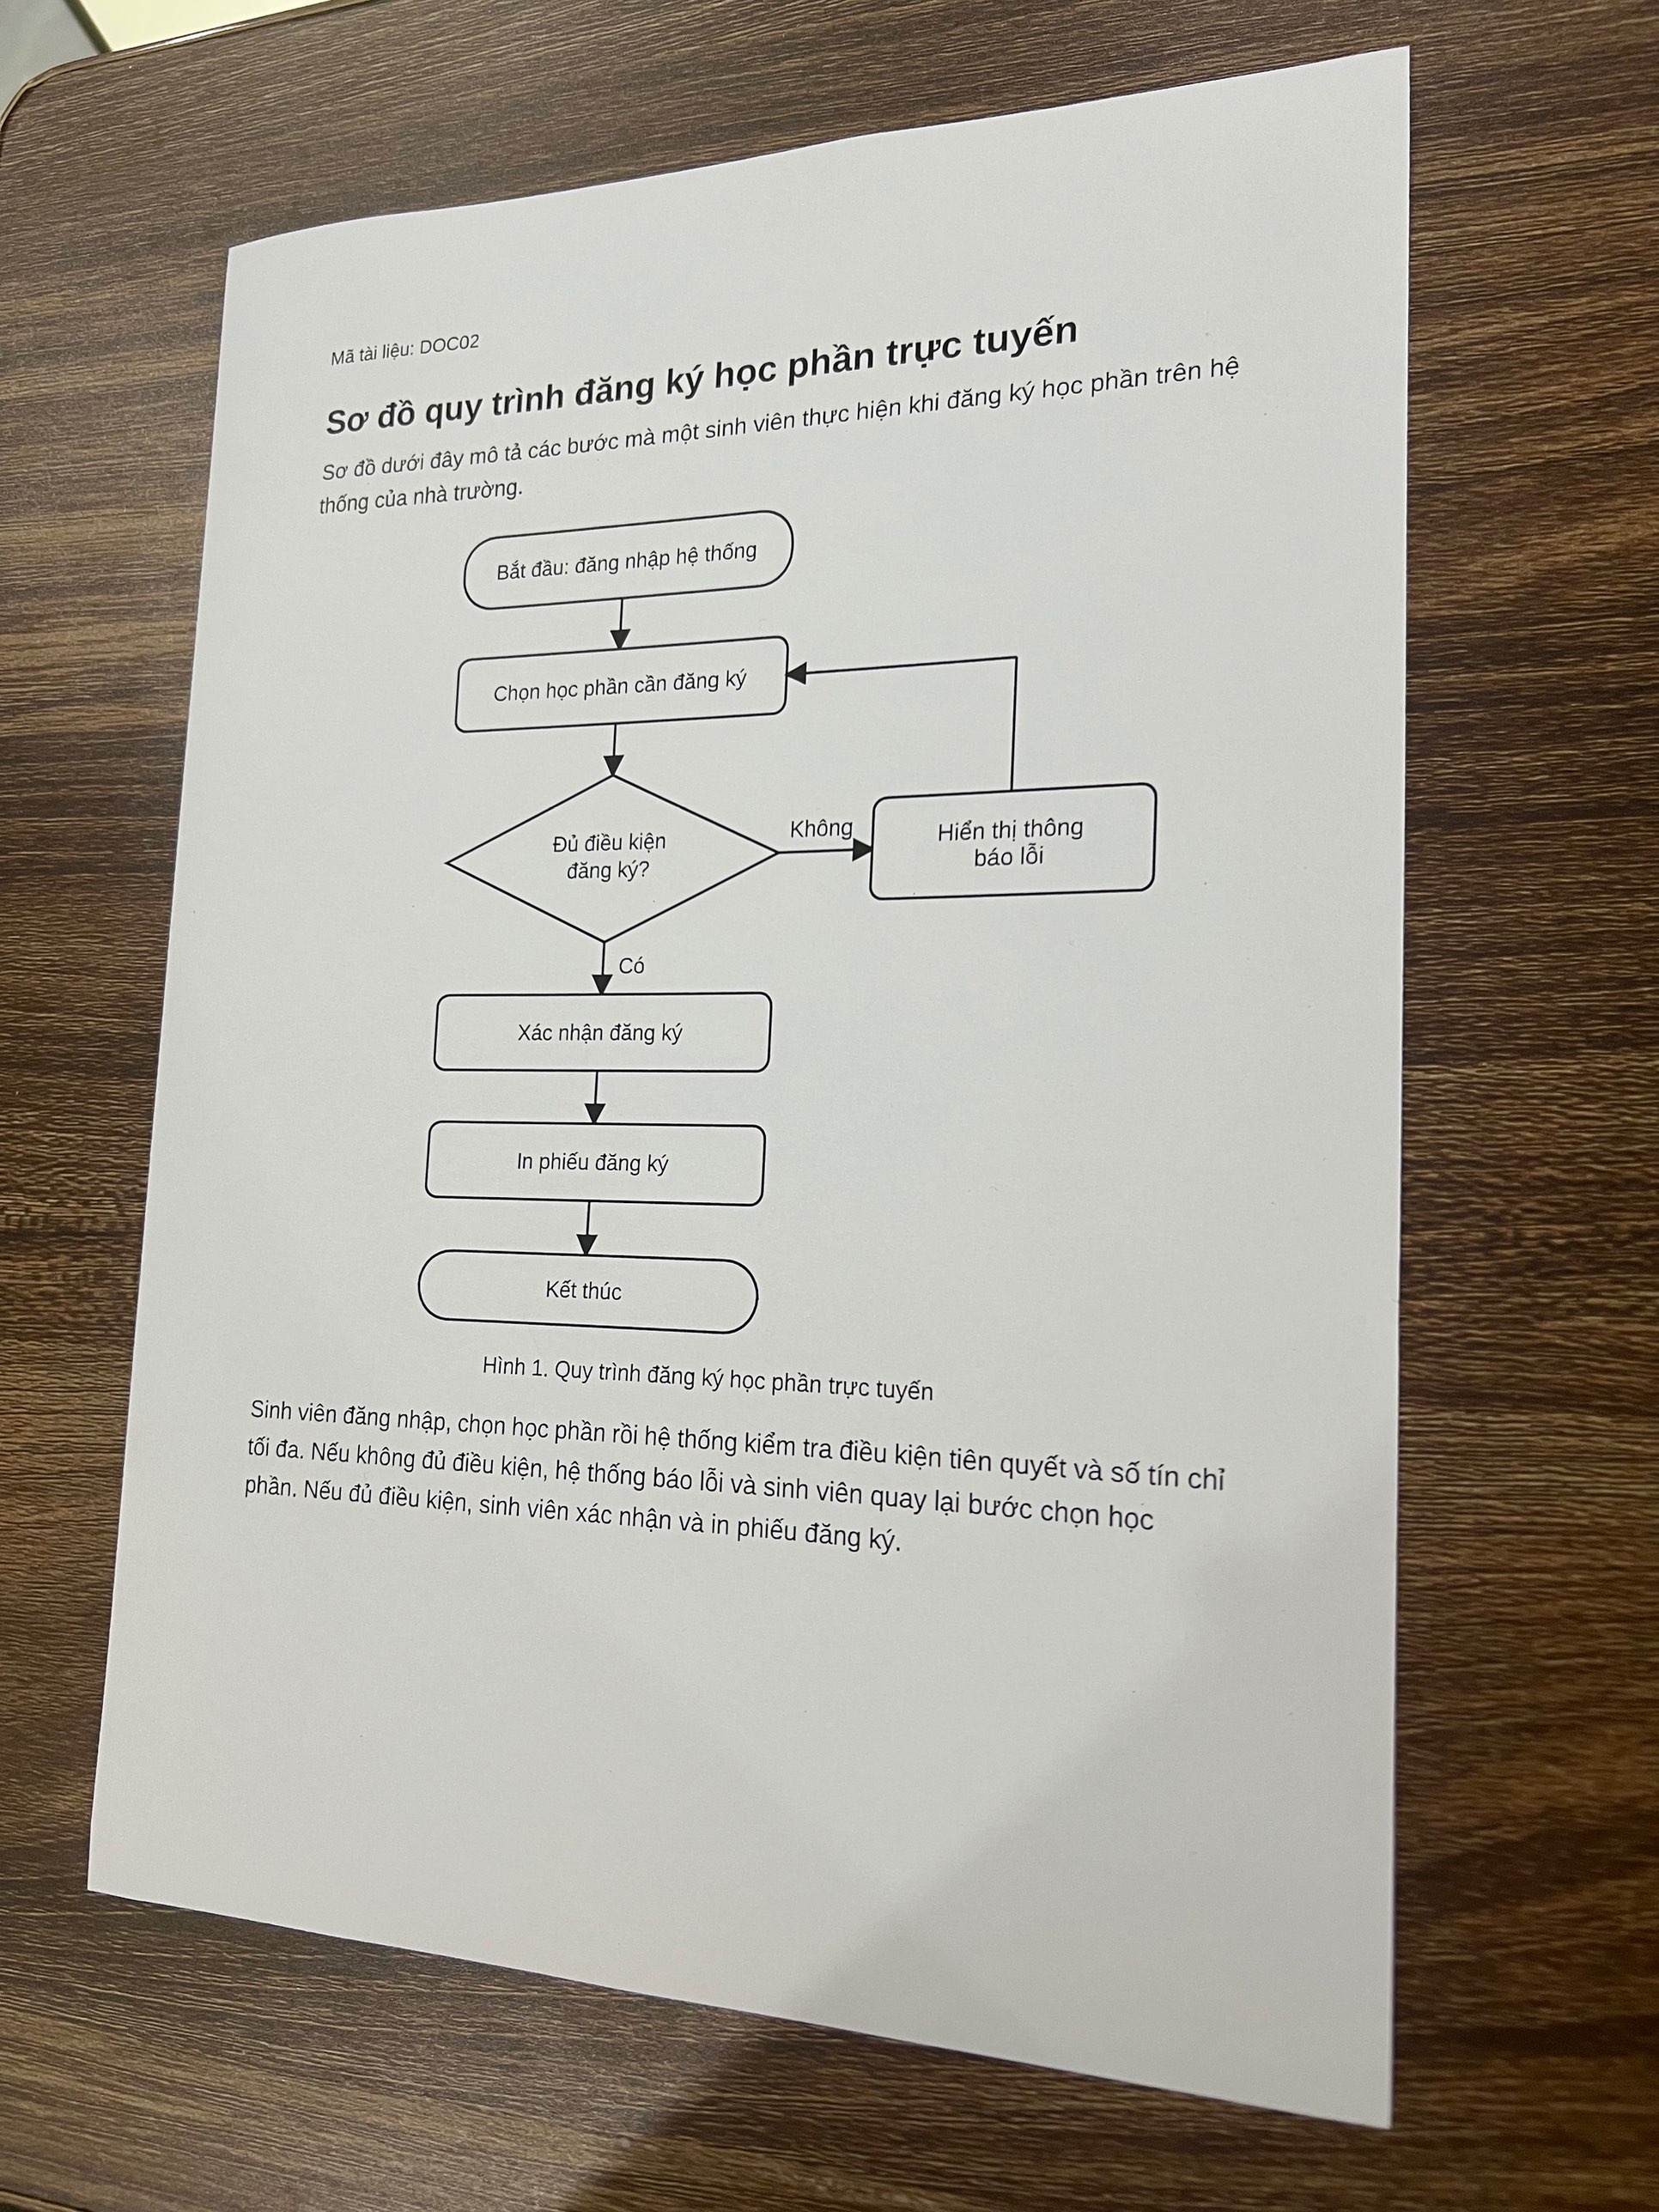 Mã tài liệu: DOC02
Sơ đồ quy trình đăng ký học phần trực tuyến
Sơ đồ dưới đây mô tả các bước mà một sinh viên thực hiện khi đăng ký học phần trên hệ
thống của nhà trường.
Bắt đầu: đăng nhập hệ thống
Chọn học phần cần đăng ký
Đủ điều kiện
đăng ký?
Không
Hiển thị thông
báo lỗi
Có
Xác nhận đăng ký
In phiếu đăng ký
Kết thúc
Hình 1. Quy trình đăng ký học phần trực tuyến
Sinh viên đăng nhập, chọn học phần rồi hệ thống kiểm tra điều kiện tiên quyết và số tín chỉ
tối đa. Nếu không đủ điều kiện, hệ thống báo lỗi và sinh viên quay lại bước chọn học
phần. Nếu đủ điều kiện, sinh viên xác nhận và in phiếu đăng ký.